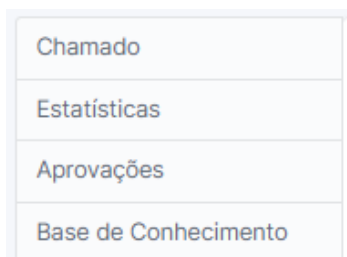 Chamado
Estatísticas
Aprovações
Base de Conhecimento